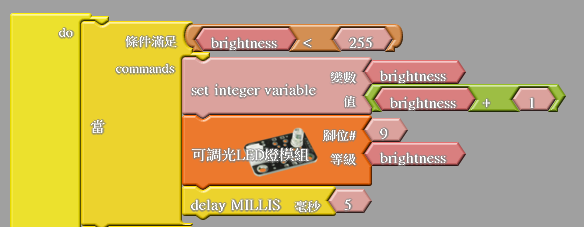 do
條件滿足 brightness < 255
commands
set integer variable 變數 brightness
值 brightness + 1
當
可調光LED燈模組 腳位# 9
等級 brightness
delay MILLIS 毫秒 5